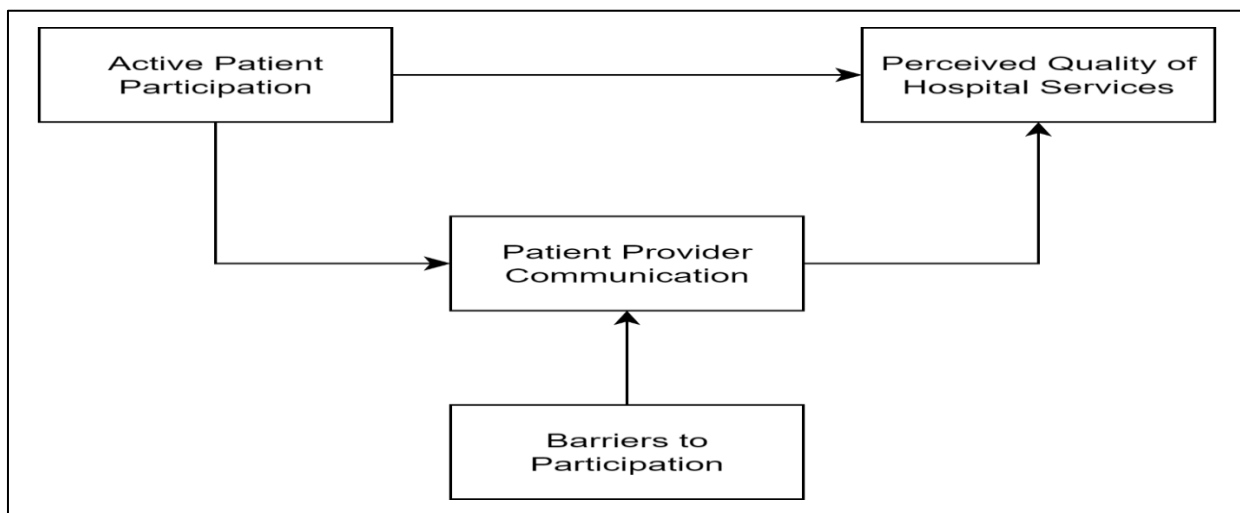 Active Patient
Participation
Perceived Quality of
Hospital Services
Patient Provider
Communication
Barriers to
Participation